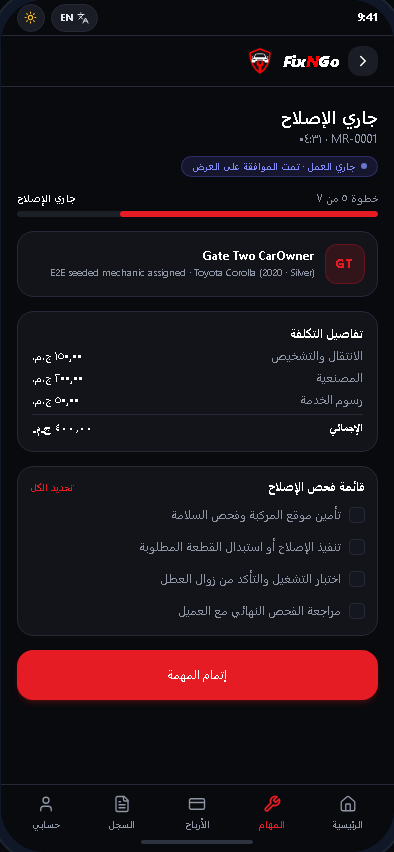 9:41
EN
FixNGo
جاري الإصلاح
MR-0001 · ٠٤:٣١
جاري العمل · تمت الموافقة على العرض
خطوة ٥ من ٧
جاري الإصلاح
GT
Gate Two CarOwner
E2E seeded mechanic assigned · Toyota Corolla (2020 · Silver)
تفاصيل التكلفة
الانتقال والتشخيص
١٥٠٫٠٠ ج.م.
المصنعية
٢٠٠٫٠٠ ج.م.
رسوم الخدمة
٥٠٫٠٠ ج.م.
الإجمالي
٤٠٠٫٠٠ ج.م.
قائمة فحص الإصلاح
تحديد الكل
تأمين موقع المركبة وفحص السلامة
تنفيذ الإصلاح أو استبدال القطعة المطلوبة
اختبار التشغيل والتأكد من زوال العطل
مراجعة الفحص النهائي مع العميل
إتمام المهمة
الرئيسية
المهام
الأرباح
السجل
حسابي